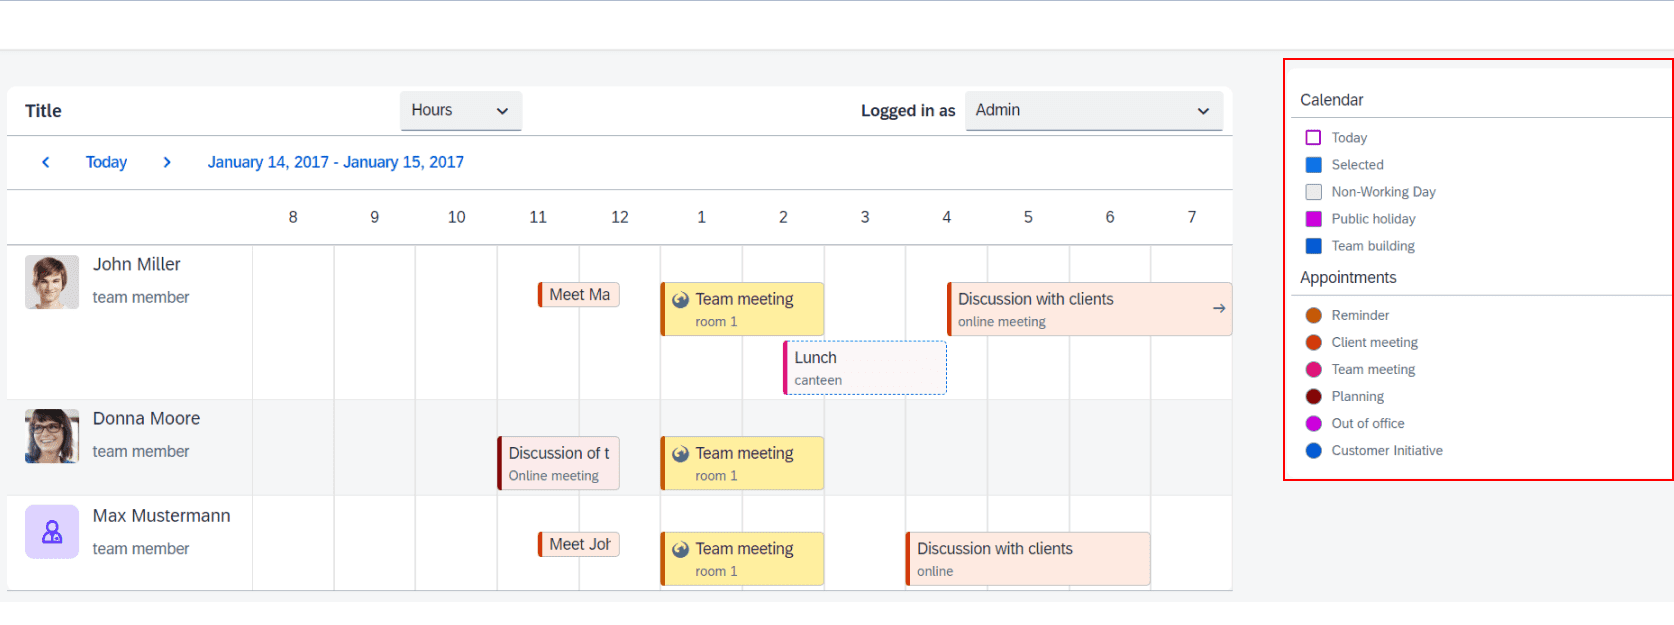 Title
Hours
Logged in as
Admin
Today
January 14, 2017 - January 15, 2017
8 9 10 11 12 1 2 3 4 5 6 7
John Miller
team member
Meet Ma
Team meeting
room 1
Discussion with clients
online meeting
Lunch
canteen
Donna Moore
team member
Discussion of t
Online meeting
Team meeting
room 1
Max Mustermann
team member
Meet Joh
Team meeting
room 1
Discussion with clients
online
Calendar
Today
Selected
Non-Working Day
Public holiday
Team building
Appointments
Reminder
Client meeting
Team meeting
Planning
Out of office
Customer Initiative